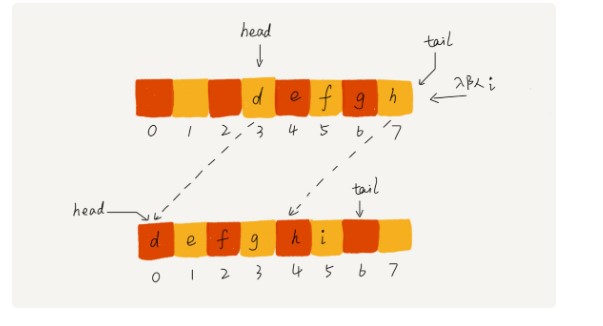 head
tail
d e f g h
入队 i
0 1 2 3 4 5 6 7
tail
head
d e f g h i
0 1 2 3 4 5 6 7